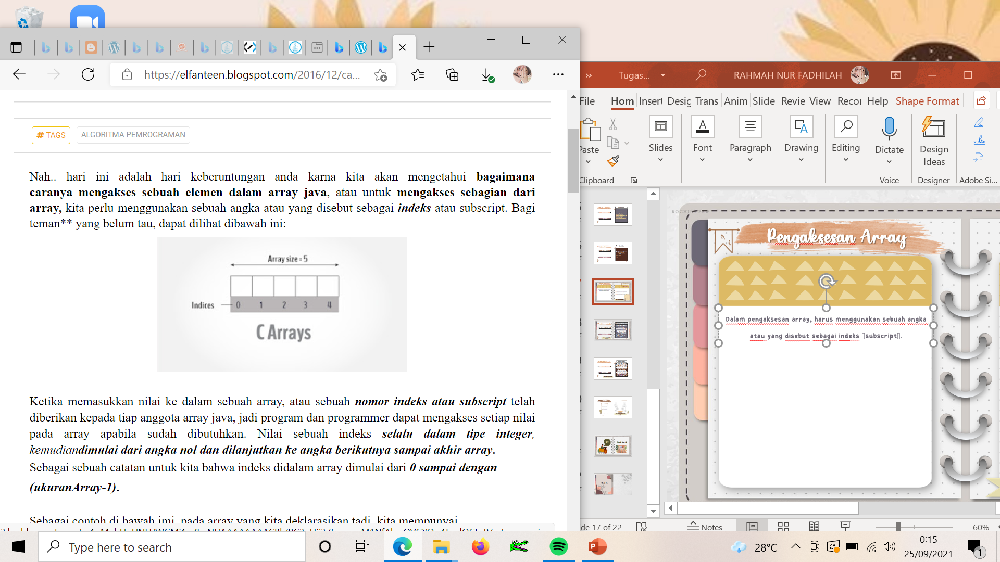 https://elfanteen.blogspot.com/2016/12/ca...
# TAGS
ALGORITMA PEMROGRAMAN
Nah.. hari ini adalah hari keberuntungan anda karna kita akan mengetahui bagaimana
caranya mengakses sebuah elemen dalam array java, atau untuk mengakses sebagian dari
array, kita perlu menggunakan sebuah angka atau yang disebut sebagai indeks atau subscript. Bagi
teman** yang belum tau, dapat dilihat dibawah ini:
Array size = 5
Indices 0 1 2 3 4
C Arrays
Ketika memasukkan nilai ke dalam sebuah array, atau sebuah nomor indeks atau subscript telah
diberikan kepada tiap anggota array java, jadi program dan programmer dapat mengakses setiap nilai
pada array apabila sudah dibutuhkan. Nilai sebuah indeks selalu dalam tipe integer,
kemudiandimulai dari angka nol dan dilanjutkan ke angka berikutnya sampai akhir array.
Sebagai sebuah catatan untuk kita bahwa indeks didalam array dimulai dari 0 sampai dengan
(ukuranArray-1).
Sebagai contoh di bawah imi, pada array yang kita deklarasikan tadi, kita mempunyai
Tugas...
RAHMAH NUR FADHILAH
File Hom Insert Desig Transi Anim Slide Revie View Recor Help Shape Format
Paste
Slides
Font
Paragraph
Drawing
Editing
Dictate
Design
Ideas
Clipboard
Voice
Designer
Adobe Si...
BOCHINSPAW
Pengaksesan Array
Dalam pengaksesan array, harus menggunakan sebuah angka
atau yang disebut sebagai indeks subscript.
de 17 of 22
Notes
60%
Type here to search
28°C
0:15
25/09/2021
1